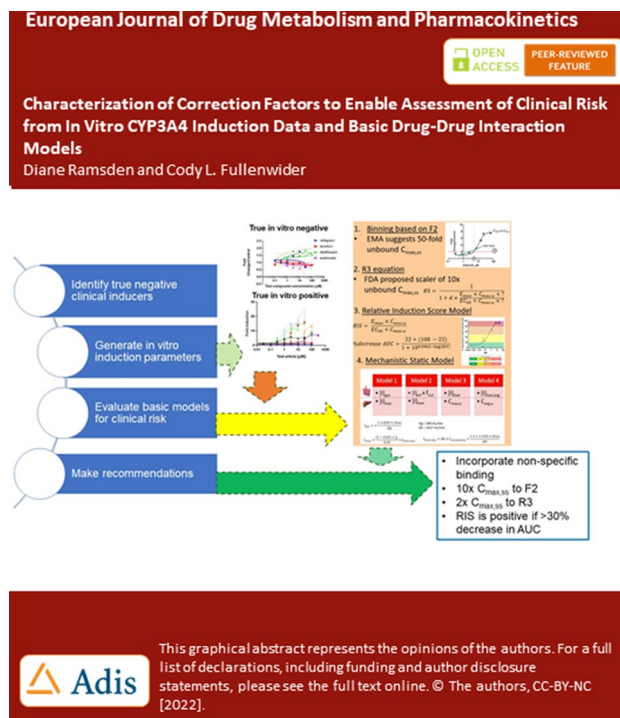 European Journal of Drug Metabolism and Pharmacokinetics
OPEN
ACCESS
PEER-REVIEWED
FEATURE
Characterization of Correction Factors to Enable Assessment of Clinical Risk
from In Vitro CYP3A4 Induction Data and Basic Drug-Drug Interaction
Models
Diane Ramsden and Cody L. Fullenwider
Identify true negative
clinical inducers
Generate in vitro
induction parameters
Evaluate basic models
for clinical risk
Make recommendations
True in vitro negative
True in vitro positive
1. Binning based on F2
• EMA suggests 50-fold
unbound Cmax,ss
2. R3 equation
• FDA proposed scaler of 10x
unbound Cmax,ss
3. Relative Induction Score Model
4. Mechanistic Static Model
Model 1 Model 2 Model 3 Model 4
• Incorporate non-specific
binding
• 10x Cmax,ss to F2
• 2x Cmax,ss to R3
• RIS is positive if >30%
decrease in AUC
Adis
This graphical abstract represents the opinions of the authors. For a full
list of declarations, including funding and author disclosure
statements, please see the full text online. © The authors, CC-BY-NC
[2022].